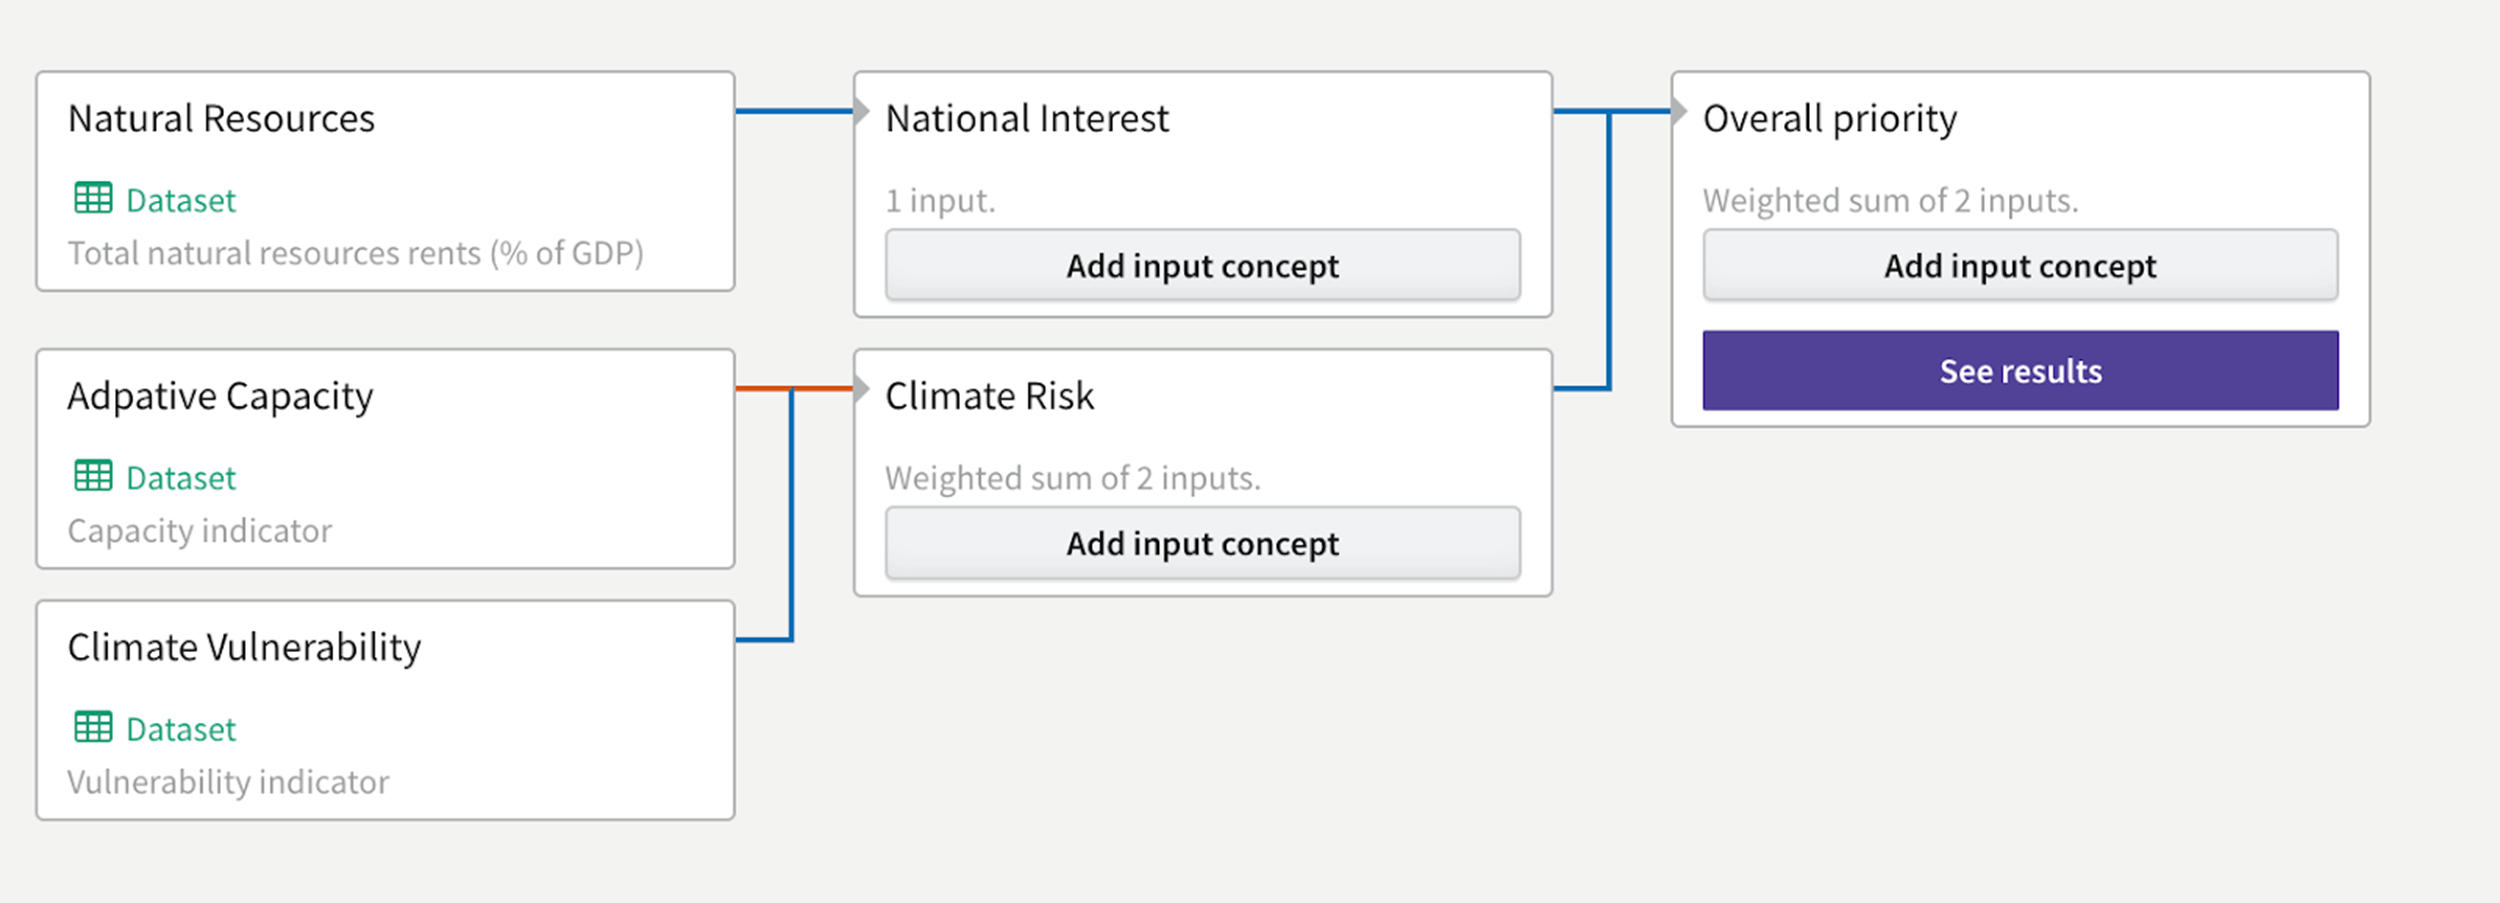 Natural Resources
Dataset
Total natural resources rents (% of GDP)
National Interest
1 input.
Add input concept
Overall priority
Weighted sum of 2 inputs.
Add input concept
See results
Adpative Capacity
Dataset
Capacity indicator
Climate Risk
Weighted sum of 2 inputs.
Add input concept
Climate Vulnerability
Dataset
Vulnerability indicator